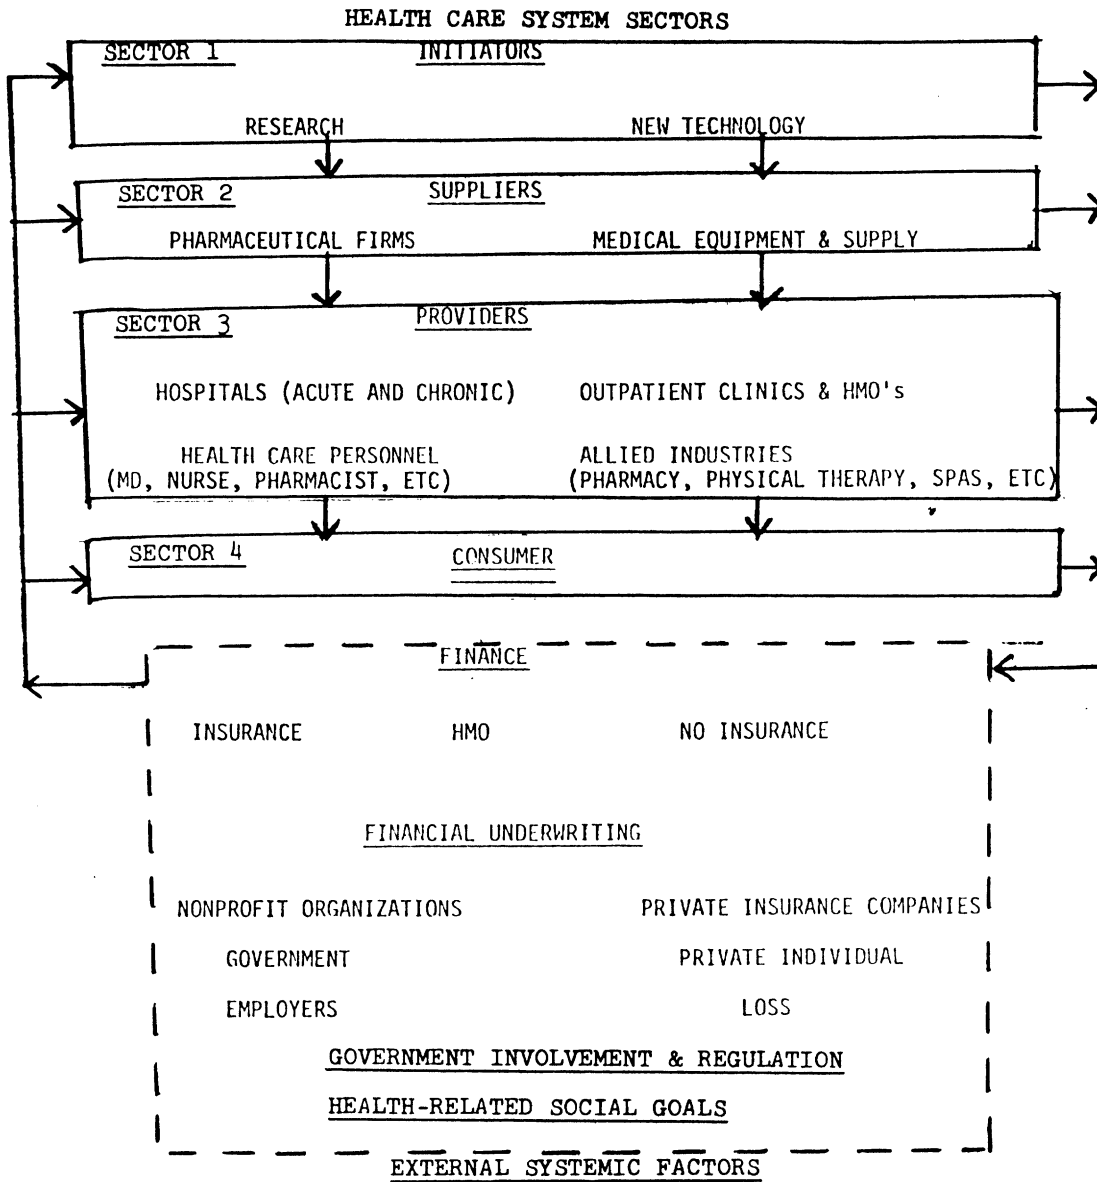 HEALTH CARE SYSTEM SECTORS
SECTOR 1 INITIATORS
RESEARCH NEW TECHNOLOGY
SECTOR 2 SUPPLIERS
PHARMACEUTICAL FIRMS MEDICAL EQUIPMENT & SUPPLY
SECTOR 3 PROVIDERS
HOSPITALS (ACUTE AND CHRONIC) OUTPATIENT CLINICS & HMO's
HEALTH CARE PERSONNEL ALLIED INDUSTRIES
(MD, NURSE, PHARMACIST, ETC) (PHARMACY, PHYSICAL THERAPY, SPAS, ETC)
SECTOR 4 CONSUMER
FINANCE
INSURANCE HMO NO INSURANCE
FINANCIAL UNDERWRITING
NONPROFIT ORGANIZATIONS PRIVATE INSURANCE COMPANIES
GOVERNMENT PRIVATE INDIVIDUAL
EMPLOYERS LOSS
GOVERNMENT INVOLVEMENT & REGULATION
HEALTH-RELATED SOCIAL GOALS
EXTERNAL SYSTEMIC FACTORS